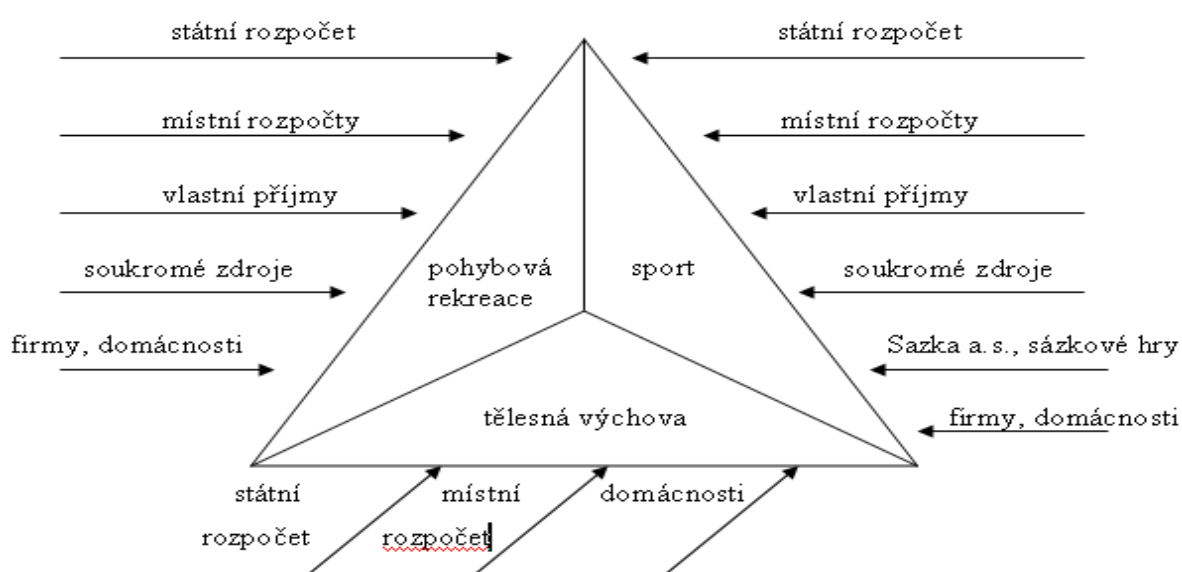 státní rozpočet
státní rozpočet
místní rozpočty
místní rozpočty
vlastní příjmy
vlastní příjmy
soukromé zdroje
pohybová
rekreace
sport
soukromé zdroje
firmy, domácnosti
Sazka a.s., sázkové hry
tělesná výchova
firmy, domácnosti
státní
rozpočet
místní
rozpočet
domácnosti